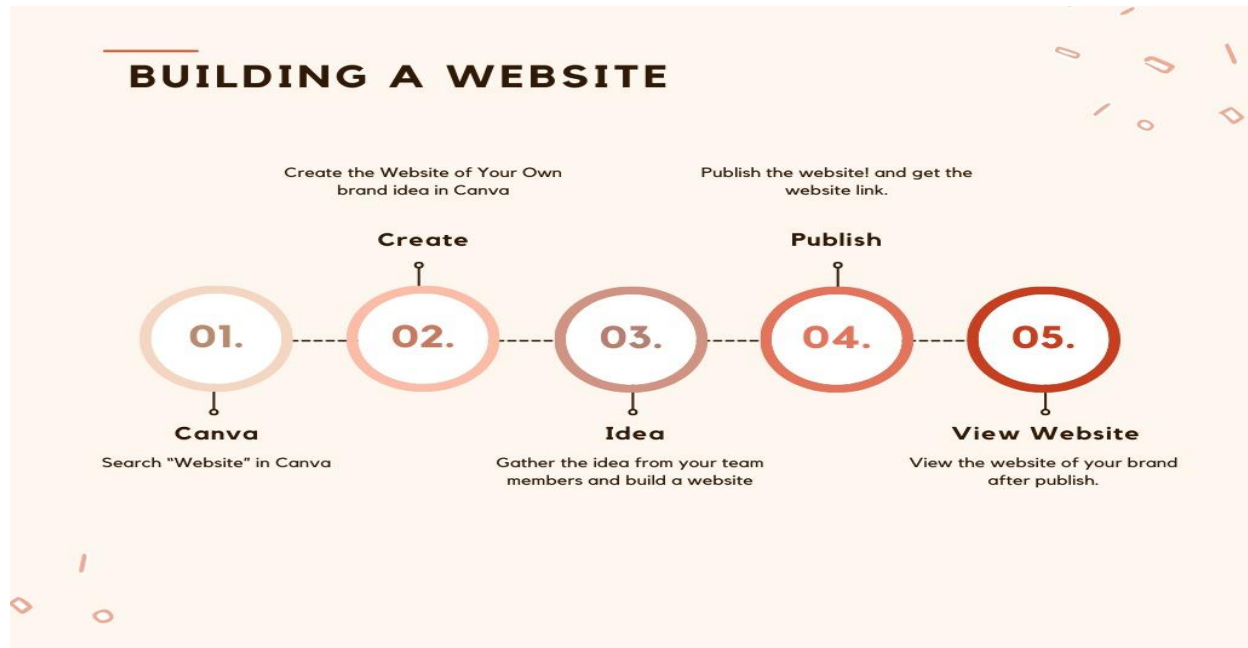 BUILDING A WEBSITE
01.
Canva
Search “Website” in Canva
Create the Website of Your Own
brand idea in Canva
Create
02.
03.
Idea
Gather the idea from your team
members and build a website
Publish the website! and get the
website link.
Publish
04.
05.
View Website
View the website of your brand
after publish.